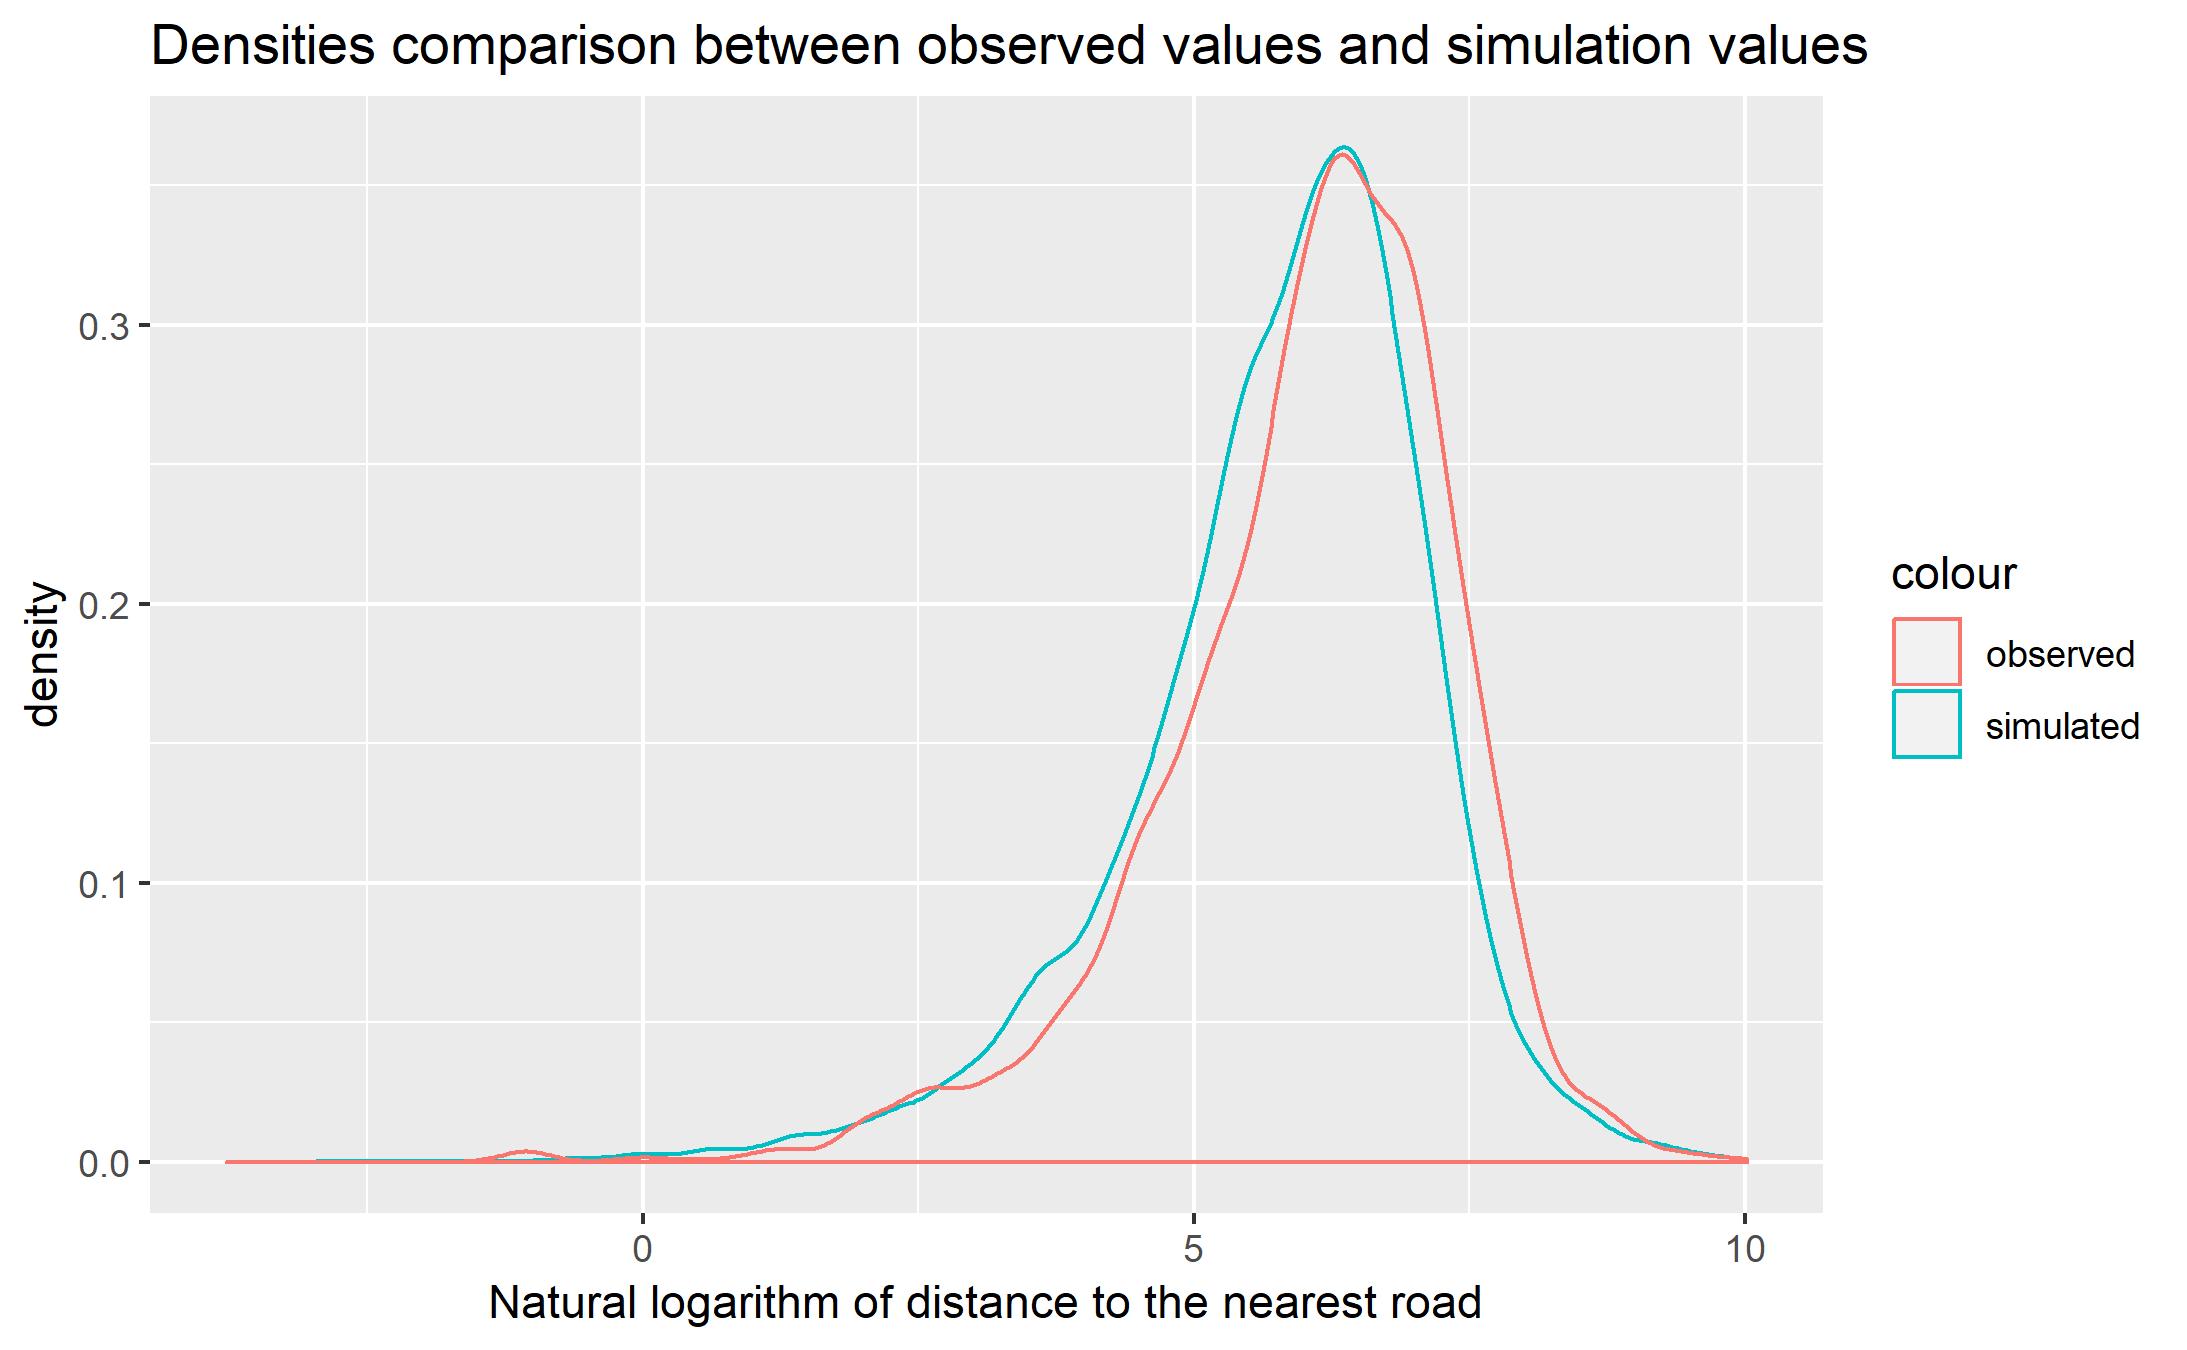 Densities comparison between observed values and simulation values
density
0.3
0.2
0.1
0.0
0
5
10
Natural logarithm of distance to the nearest road
colour
observed
simulated